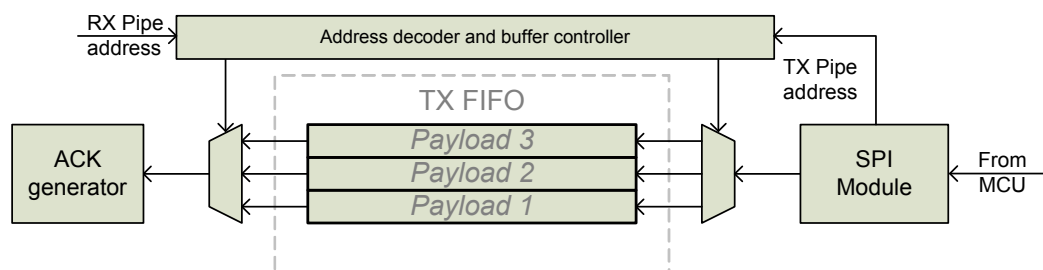 RX Pipe
address
Address decoder and buffer controller
TX Pipe
address
TX FIFO
Payload 3
Payload 2
Payload 1
ACK
generator
SPI
Module
From
MCU